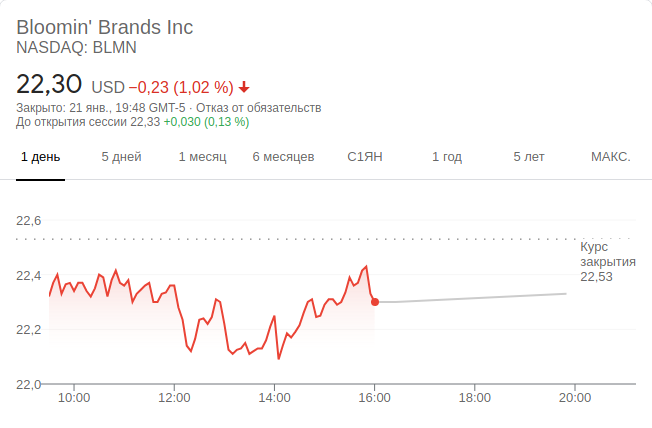 Bloomin' Brands Inc
NASDAQ: BLMN
22,30 USD −0,23 (1,02 %)
Закрыто: 21 янв., 19:48 GMT-5 · Отказ от обязательств
До открытия сессии 22,33 +0,030 (0,13 %)
1 день 5 дней 1 месяц 6 месяцев С1ЯН 1 год 5 лет МАКС.
22,6
Курс
закрытия
22,53
22,4
22,2
22,0
10:00 12:00 14:00 16:00 18:00 20:00